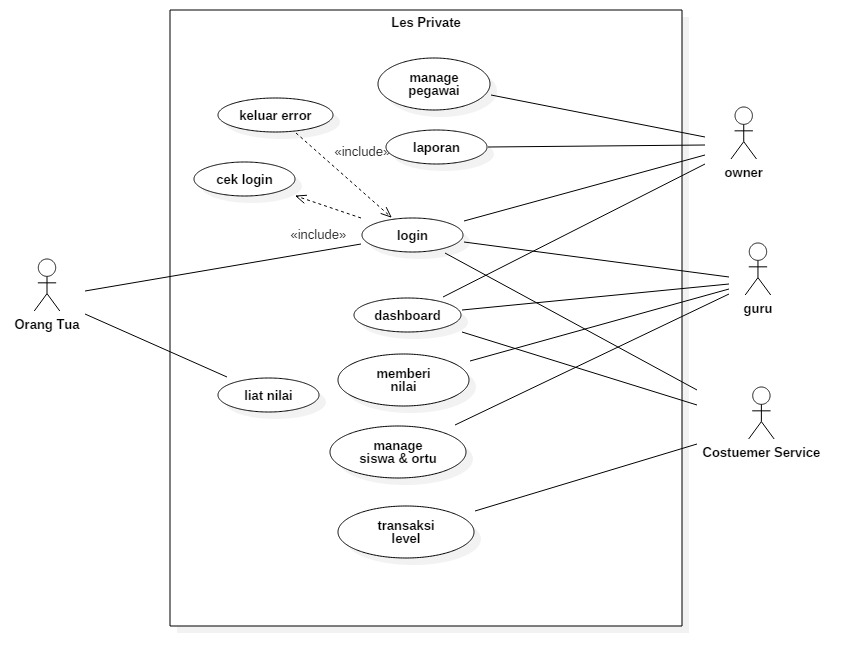 Les Private
manage
pegawai
keluar error
«include»
laporan
cek login
owner
«include»
login
Orang Tua
guru
dashboard
memberi
nilai
liat nilai
manage
siswa & ortu
Costuemer Service
transaksi
level